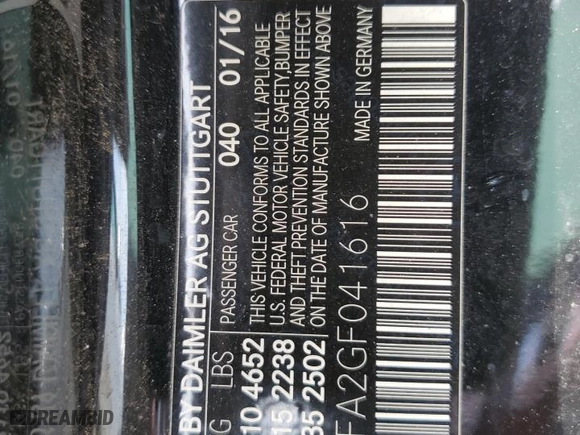 BY DAIMLER AG STUTTGART
G LBS PASSENGER CAR 040 01/16
10 4652
15 2238
35 2502
THIS VEHICLE CONFORMS TO ALL APPLICABLE
U.S. FEDERAL MOTOR VEHICLE SAFETY, BUMPER
AND THEFT PREVENTION STANDARDS IN EFFECT
ON THE DATE OF MANUFACTURE SHOWN ABOVE
FA2GF041616
MADE IN GERMANY
DREAMBID